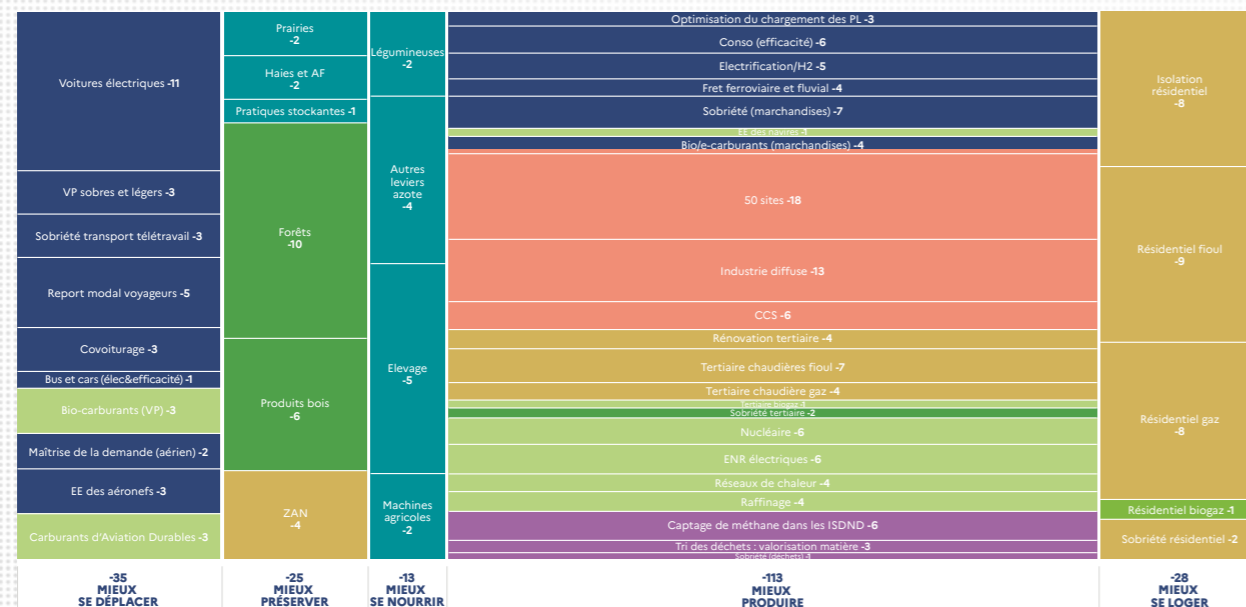 Voitures électriques -11
VP sobres et légers -3
Sobriété transport télétravail -3
Report modal voyageurs -5
Covoiturage -3
Bus et cars (élec&efficacité) -1
Bio-carburants (VP) -3
Maîtrise de la demande (aérien) -2
EE des aéronefs -3
Carburants d'Aviation Durables -3
-35
MIEUX
SE DÉPLACER
Prairies
-2
Haies et AF
-2
Pratiques stockantes -1
Forêts
-10
Produits bois
-6
ZAN
-4
-25
MIEUX
PRÉSERVER
Légumineuses
-2
Autres
leviers
azote
-4
Elevage
-5
Machines
agricoles
-2
-13
MIEUX
SE NOURRIR
Optimisation du chargement des PL -3
Conso (efficacité) -6
Electrification/H2 -5
Fret ferroviaire et fluvial -4
Sobriété (marchandises) -7
EE des navires -1
Bio/e-carburants (marchandises) -4
50 sites -18
Industrie diffuse -13
CCS -6
Rénovation tertiaire -4
Tertiaire chaudières fioul -7
Tertiaire chaudière gaz -4
Tertiaire biogaz -1
Sobriété tertiaire -2
Nucléaire -6
ENR électriques -6
Réseaux de chaleur -4
Raffinage -4
Captage de méthane dans les ISDND -6
Tri des déchets : valorisation matière -3
Sobriété (déchets) -1
-113
MIEUX
PRODUIRE
Isolation
résidentiel
-8
Résidentiel fioul
-9
Résidentiel gaz
-8
Résidentiel biogaz -1
Sobriété résidentiel -2
-28
MIEUX
SE LOGER